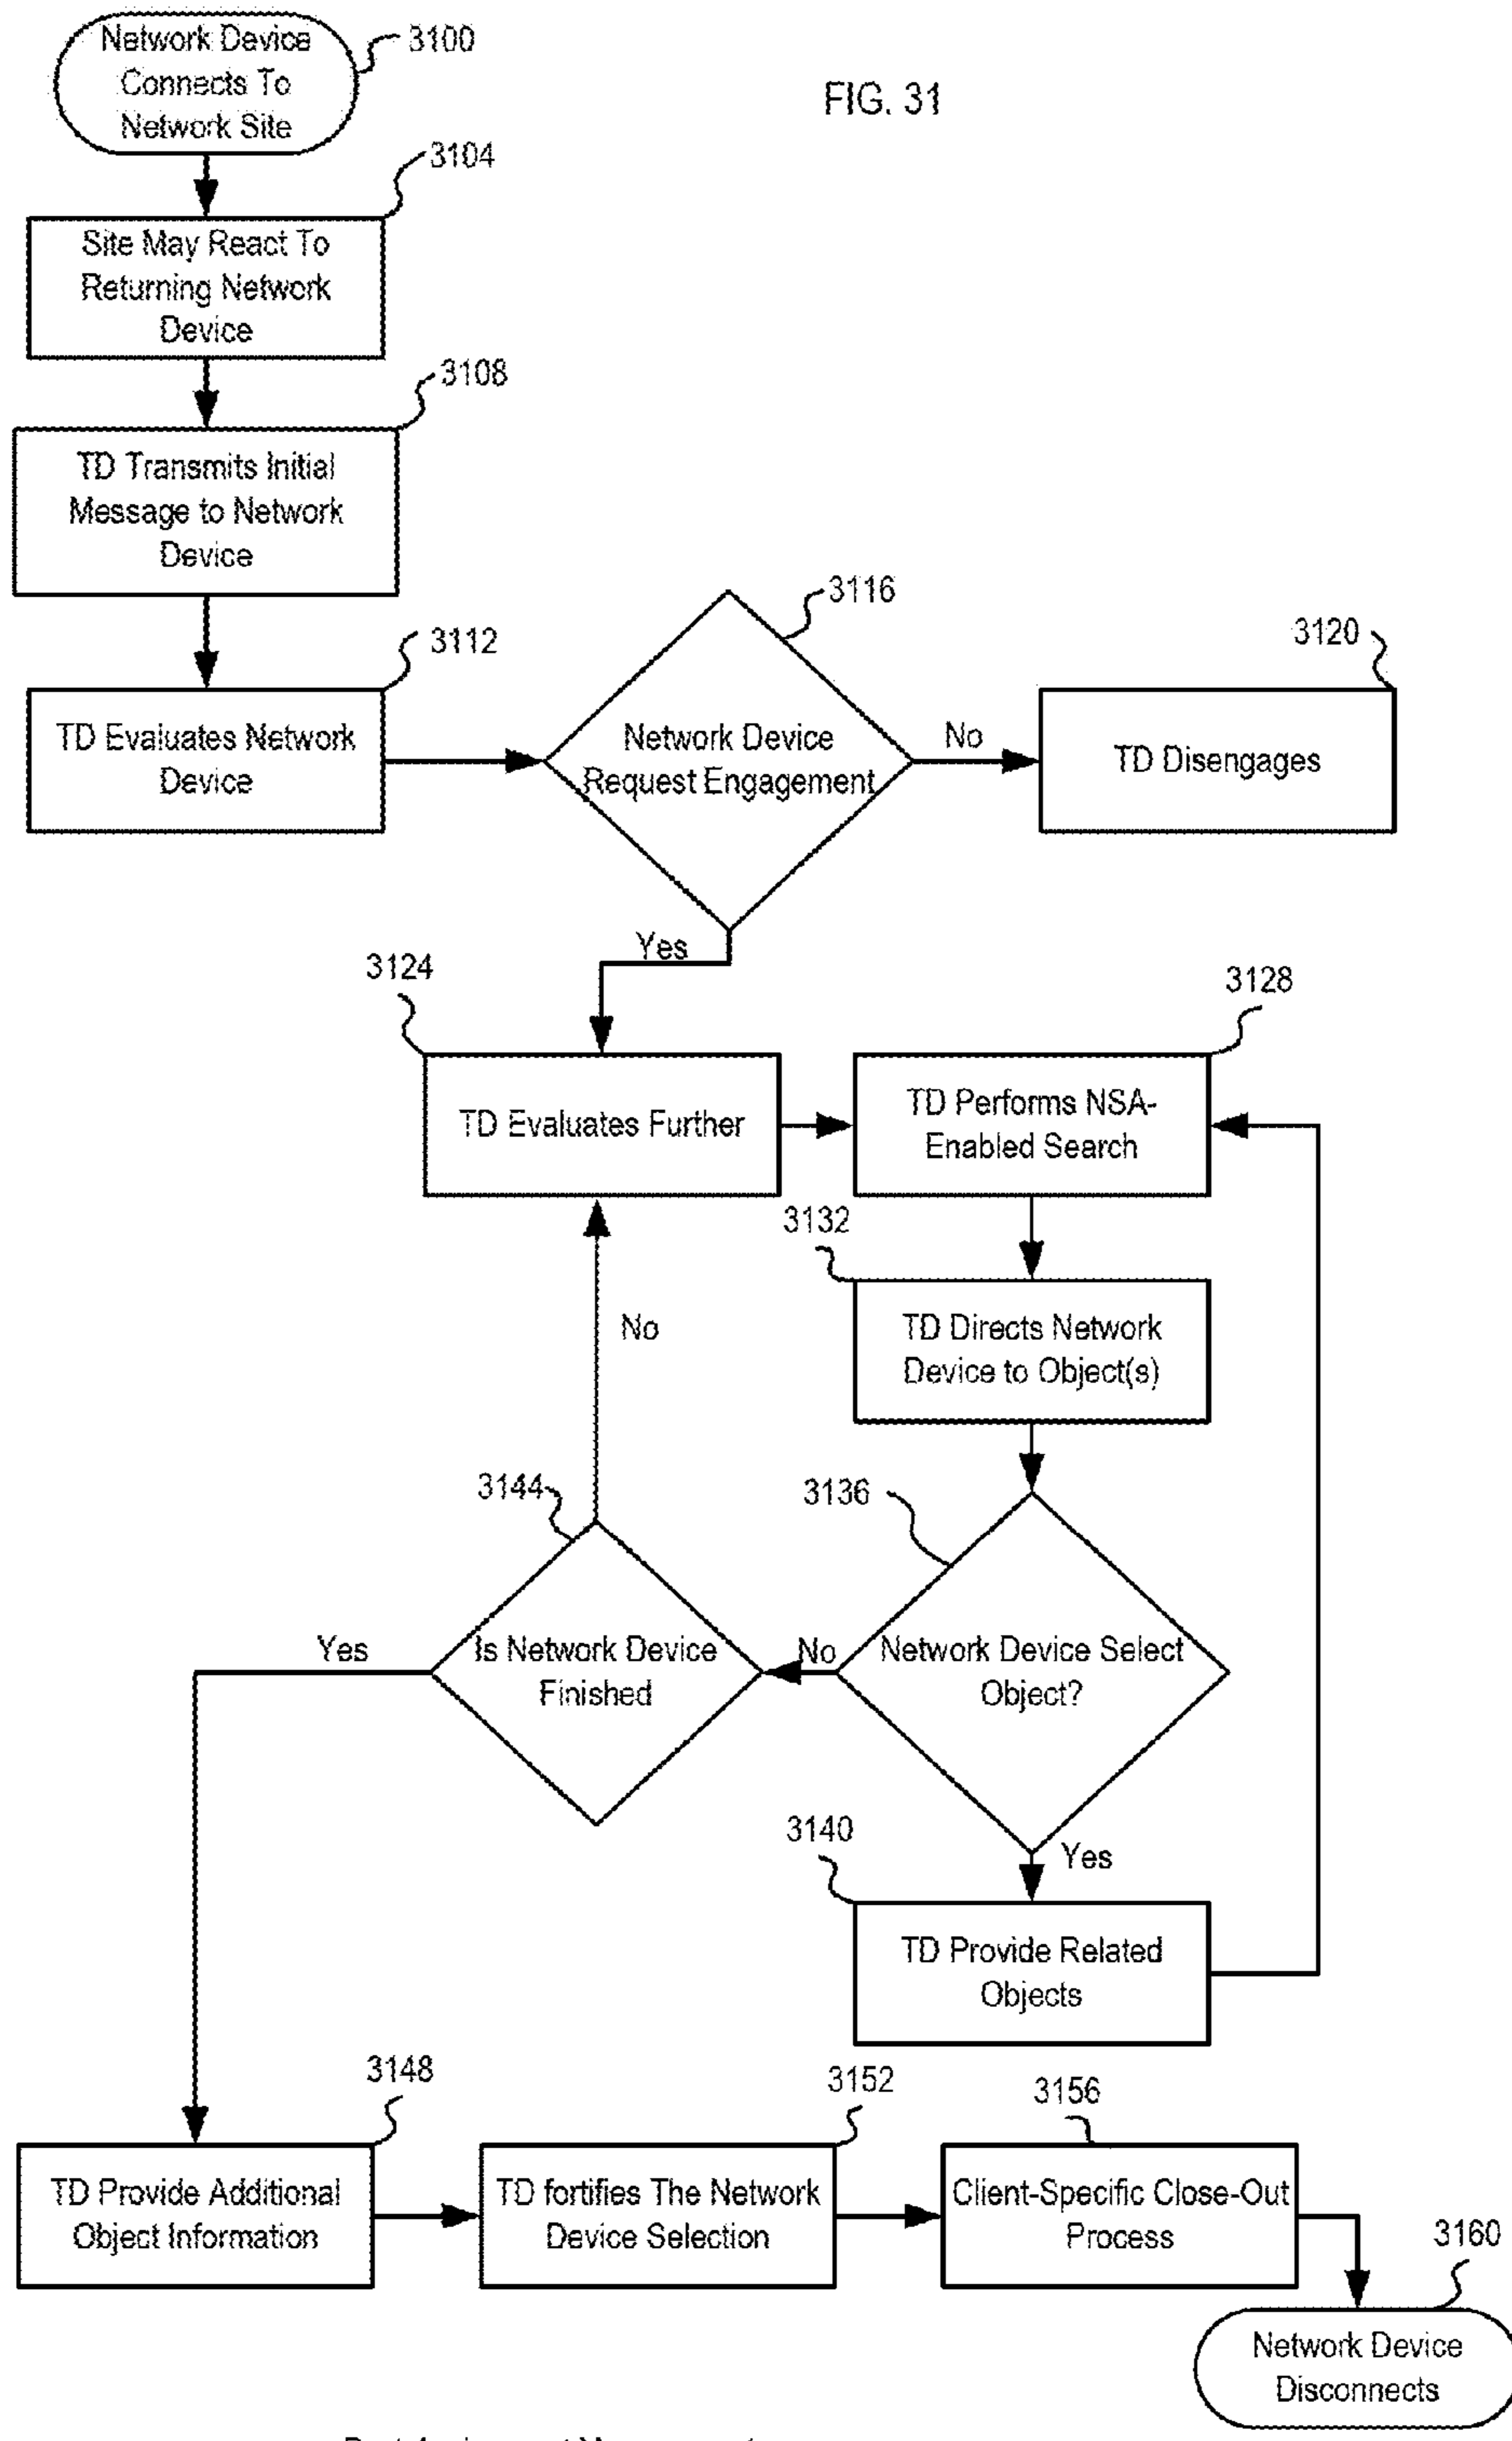 Network Device
Connects To
Network Site
3100
FIG. 31
3104
Site May React To
Returning Network
Device
3108
TD Transmits Initial
Message to Network
Device
3112
TD Evaluates Network
Device
3116
Network Device
Request Engagement
No
3120
TD Disengages
Yes
3124
TD Evaluates Further
3128
TD Performs NSA-
Enabled Search
3132
TD Directs Network
Device to Object(s)
No
3144
Is Network Device
Finished
3136
Network Device Select
Object?
No
Yes
Yes
3140
TD Provide Related
Objects
3148
TD Provide Additional
Object Information
3152
TD fortifies The Network
Device Selection
3156
Client-Specific Close-Out
Process
3160
Network Device
Disconnects